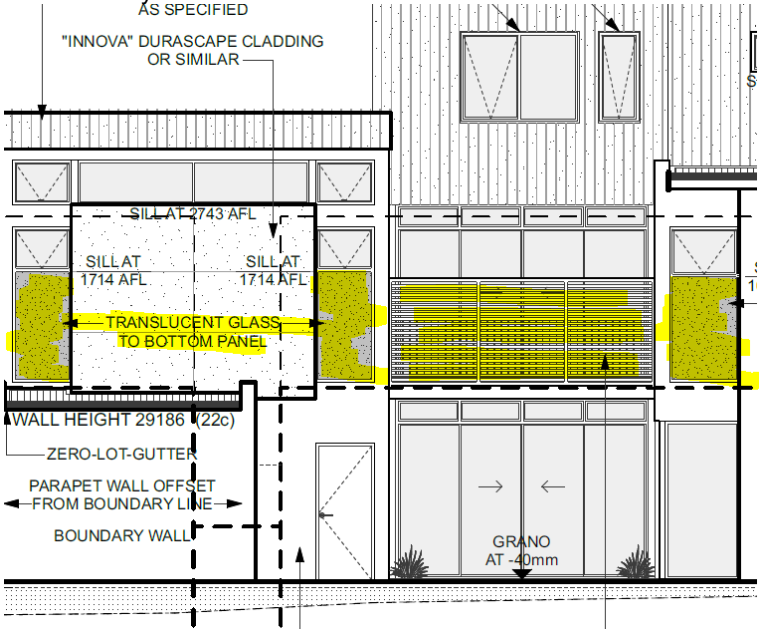 AS SPECIFIED
"INNOVA" DURASCAPE CLADDING
OR SIMILAR
SILL AT 2743 AFL
SILL AT
1714 AFL
SILL AT
1714 AFL
TRANSLUCENT GLASS
TO BOTTOM PANEL
WALL HEIGHT 29186 (22c)
ZERO-LOT-GUTTER
PARAPET WALL OFFSET
FROM BOUNDARY LINE
BOUNDARY WALL
GRANO
AT -40mm